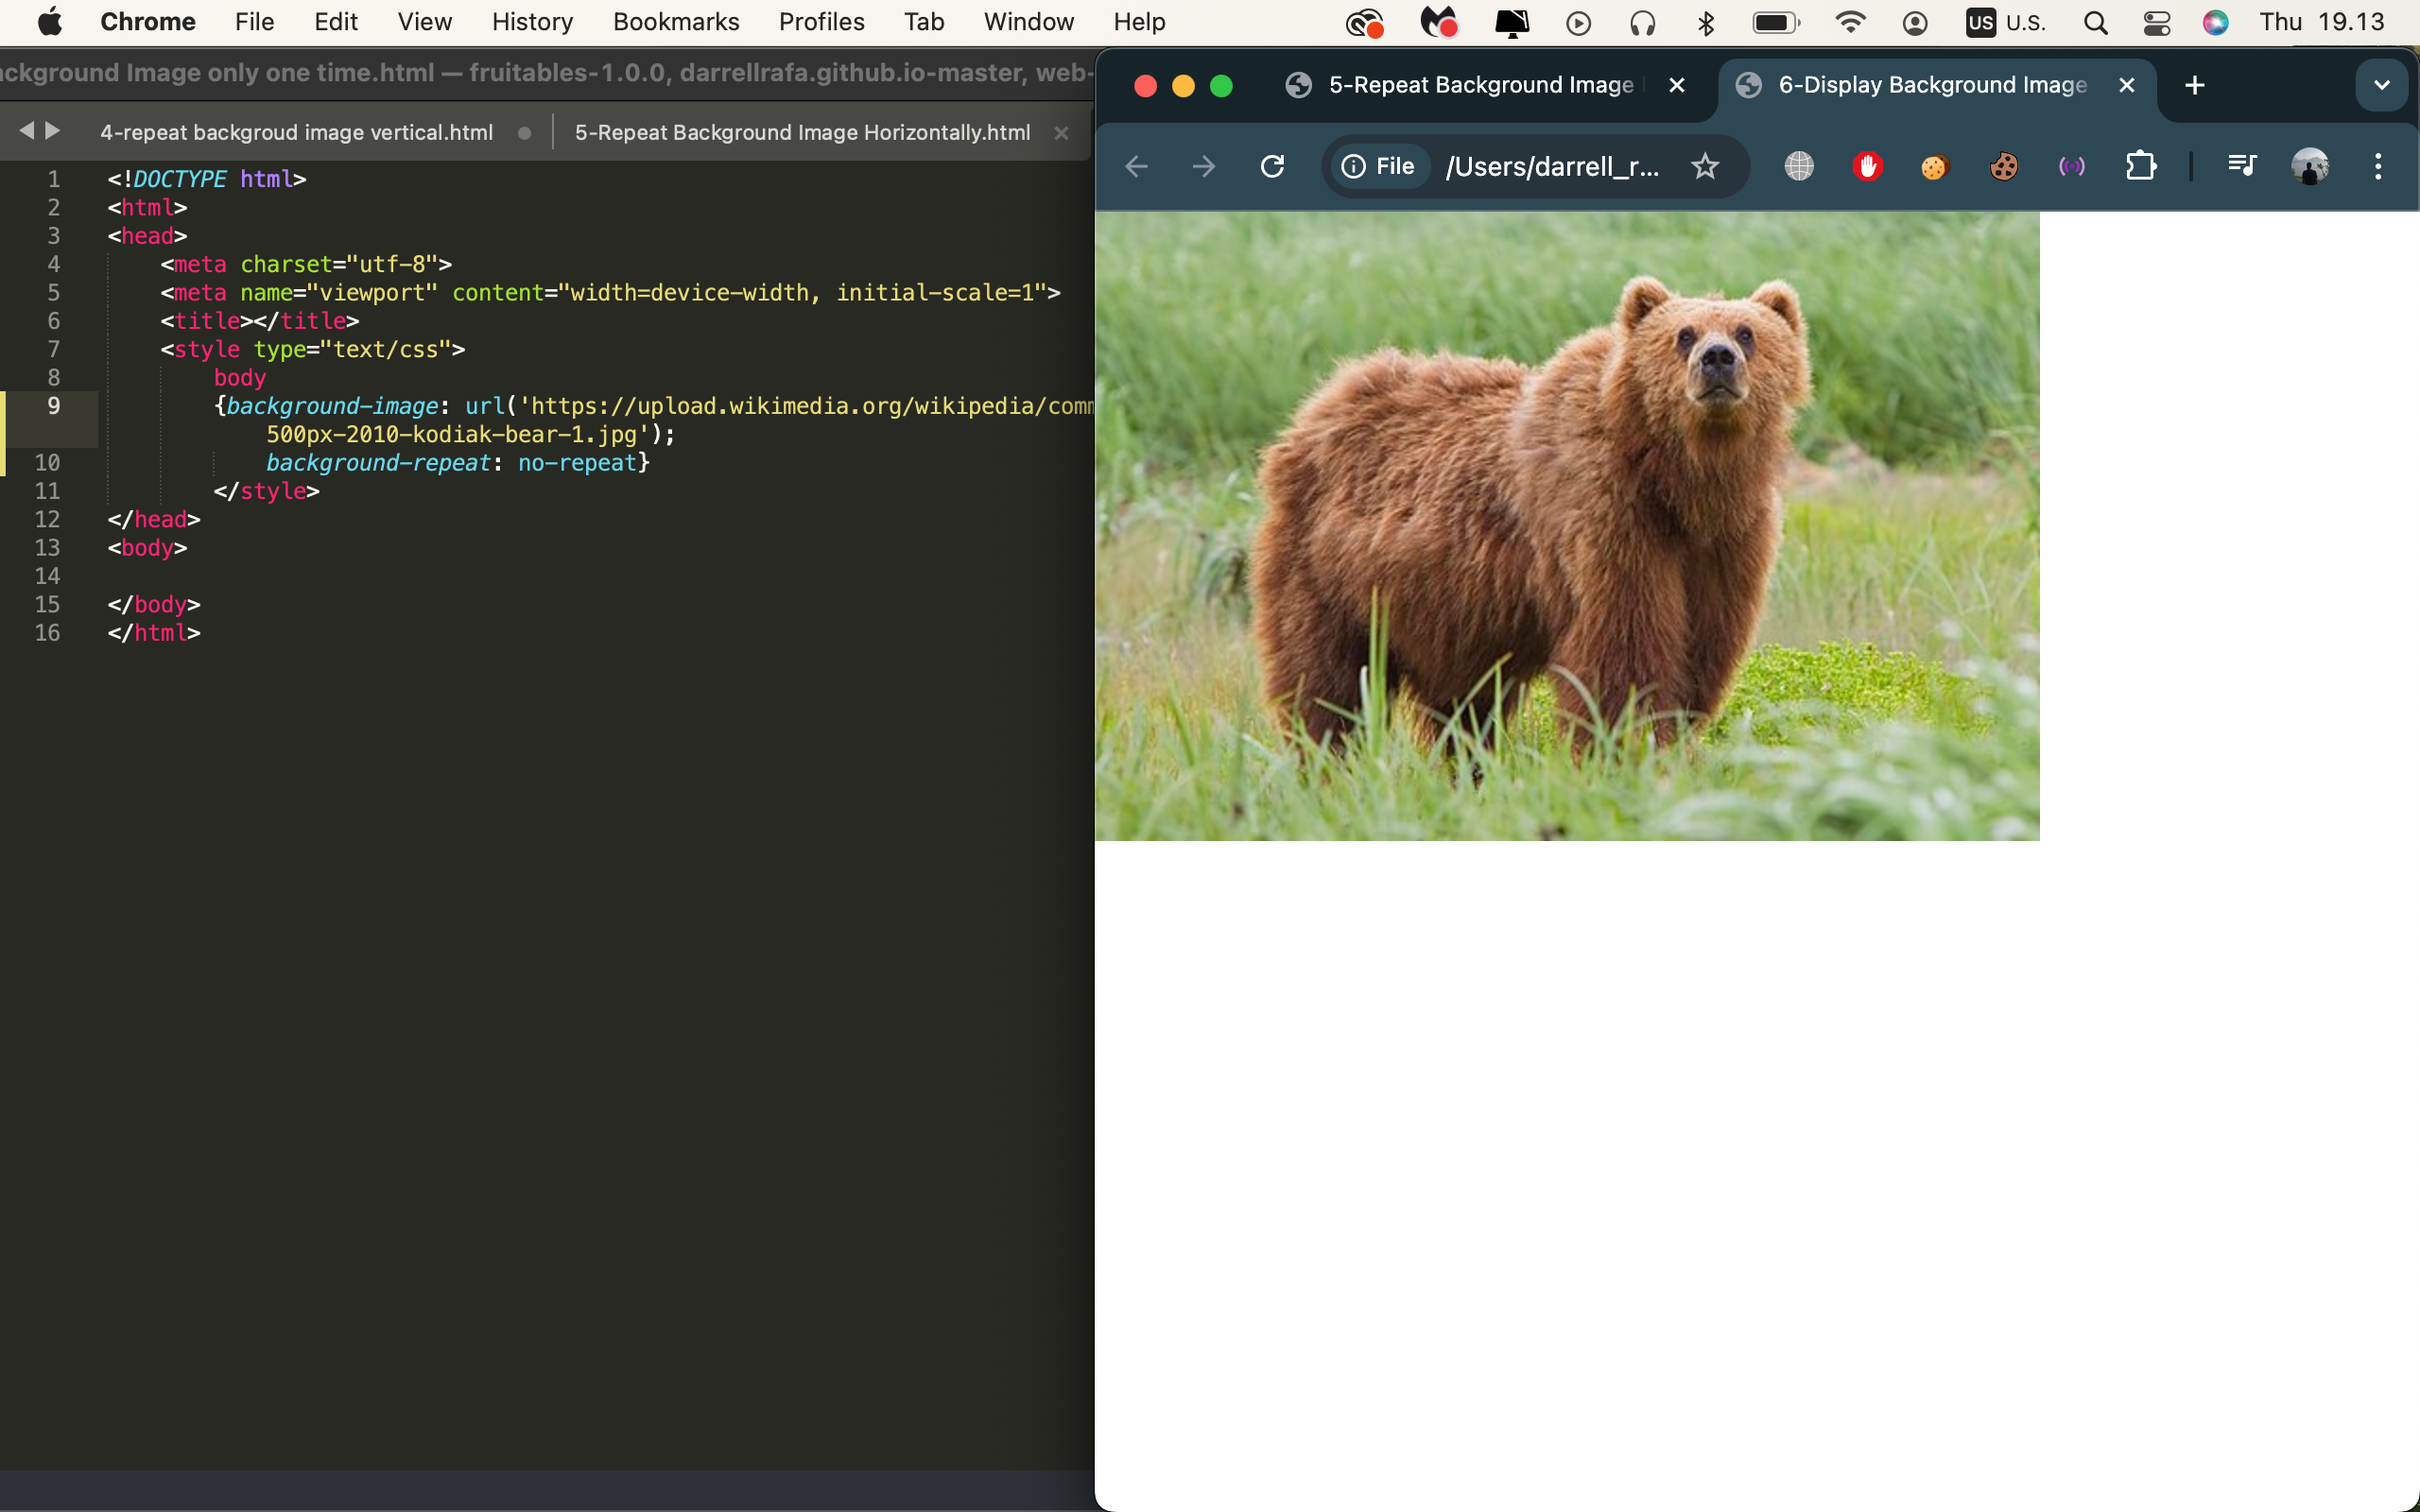 Chrome File Edit View History Bookmarks Profiles Tab Window Help US U.S. Thu 19.13
ackground Image only one time.html — fruitables-1.0.0, darrellrafa.github.io-master, web-
4-repeat backgroud image vertical.html 5-Repeat Background Image Horizontally.html
1 <!DOCTYPE html>
2 <html>
3 <head>
4 <meta charset="utf-8">
5 <meta name="viewport" content="width=device-width, initial-scale=1">
6 <title></title>
7 <style type="text/css">
8 body
9 {background-image: url('https://upload.wikimedia.org/wikipedia/comm
500px-2010-kodiak-bear-1.jpg');
10 background-repeat: no-repeat}
11 </style>
12 </head>
13 <body>
14
15 </body>
16 </html>
5-Repeat Background Image 6-Display Background Image
File /Users/darrell_r...